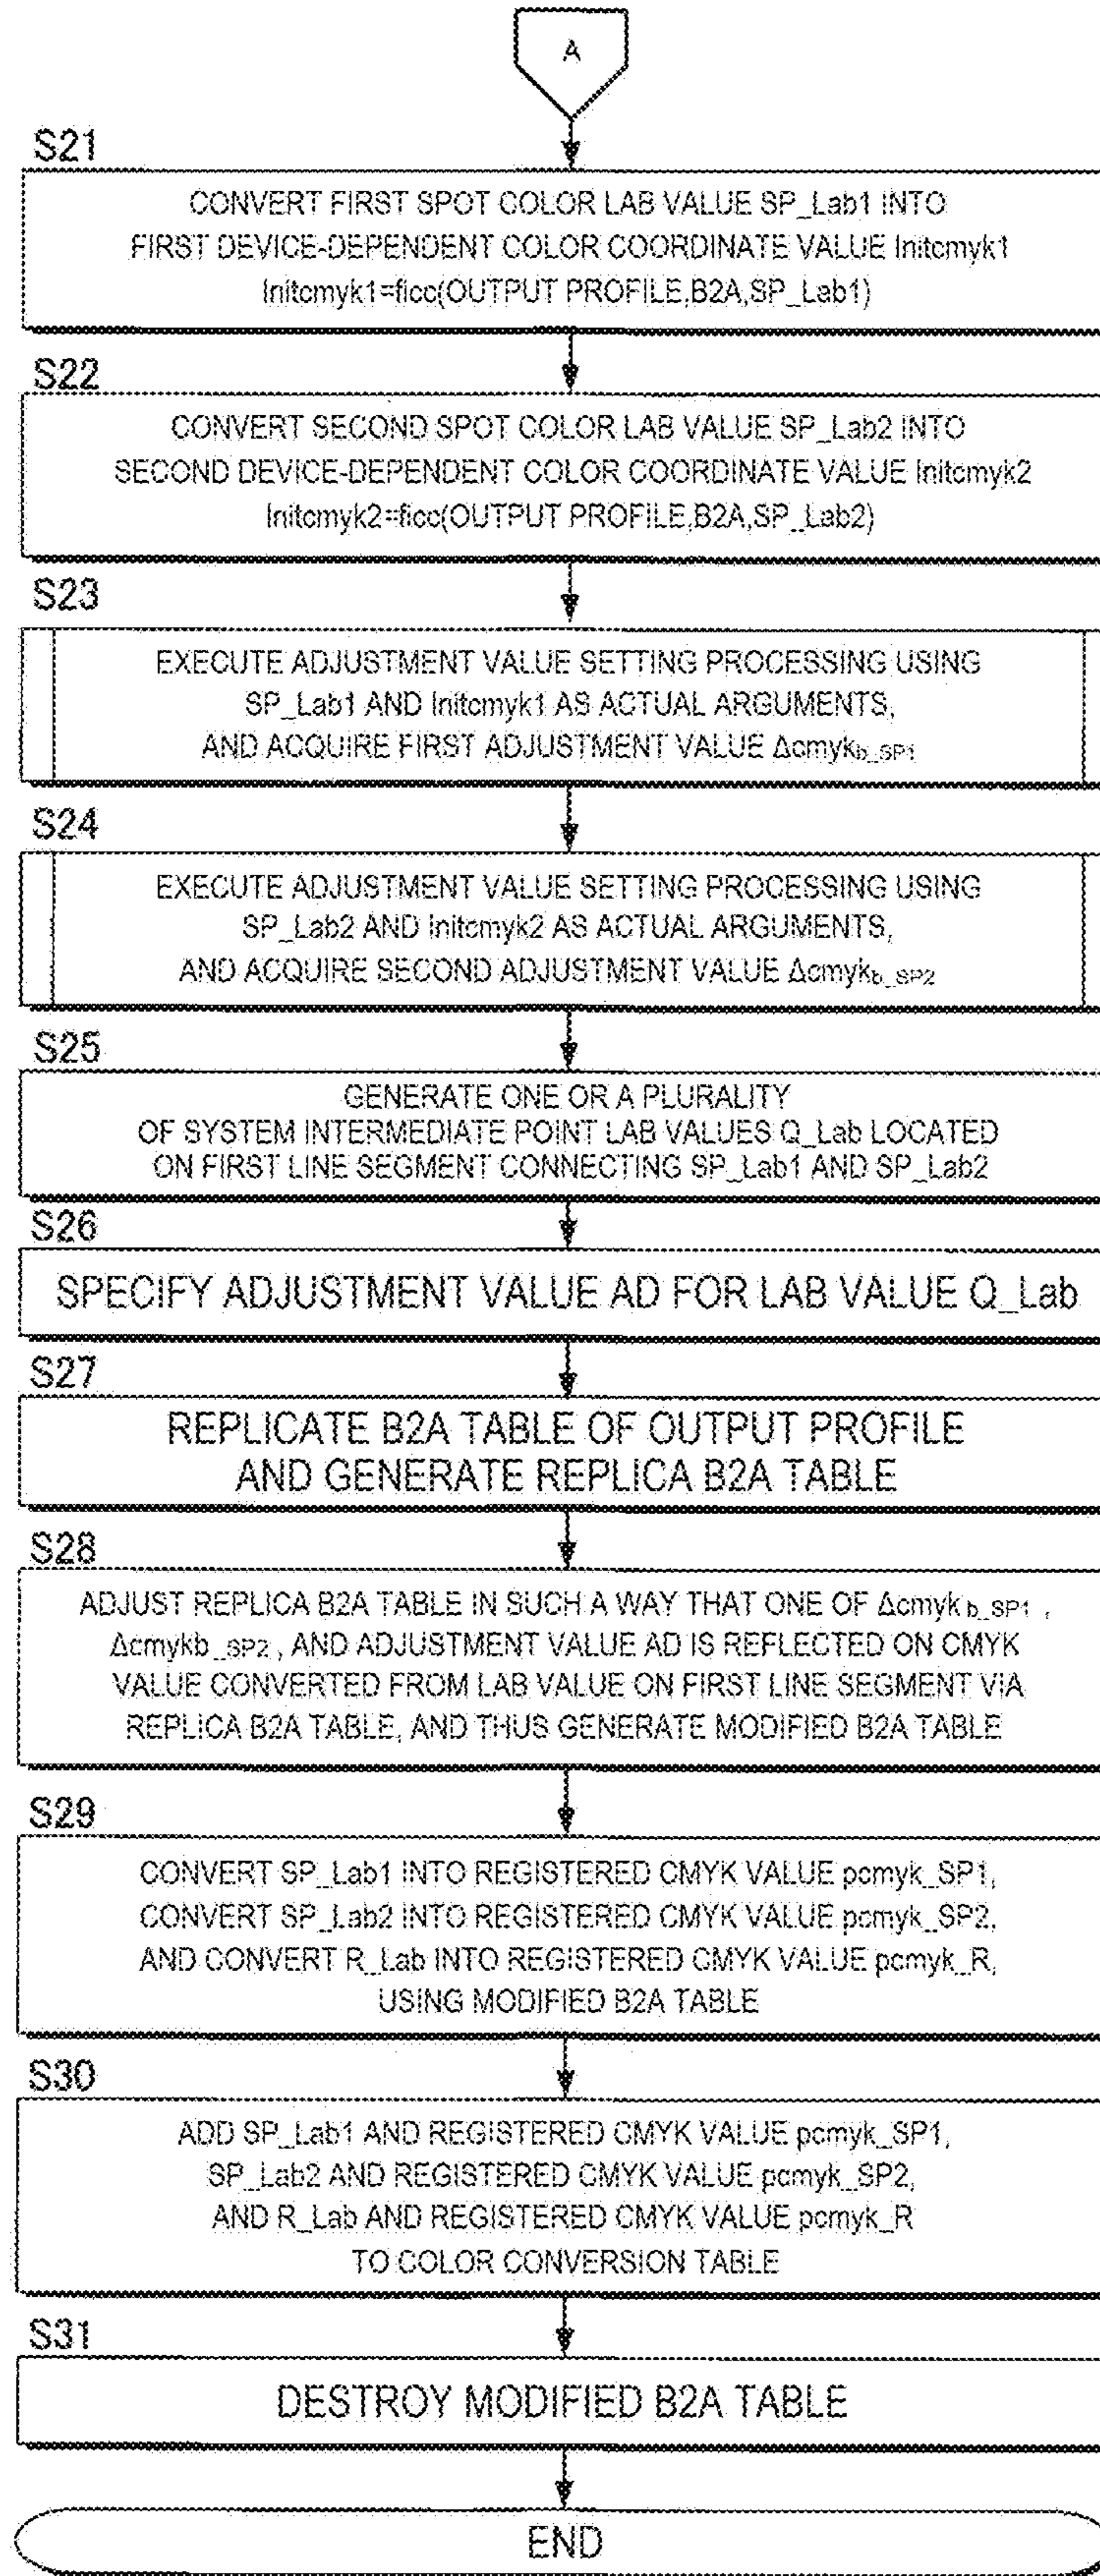 A
S21
CONVERT FIRST SPOT COLOR LAB VALUE SP_Lab1 INTO
FIRST DEVICE-DEPENDENT COLOR COORDINATE VALUE Initcmyk1
Initcmyk1=ficc(OUTPUT PROFILE,B2A,SP_Lab1)
S22
CONVERT SECOND SPOT COLOR LAB VALUE SP_Lab2 INTO
SECOND DEVICE-DEPENDENT COLOR COORDINATE VALUE Initcmyk2
Initcmyk2=ficc(OUTPUT PROFILE,B2A,SP_Lab2)
S23
EXECUTE ADJUSTMENT VALUE SETTING PROCESSING USING
SP_Lab1 AND Initcmyk1 AS ACTUAL ARGUMENTS,
AND ACQUIRE FIRST ADJUSTMENT VALUE Δcmykb_SP1
S24
EXECUTE ADJUSTMENT VALUE SETTING PROCESSING USING
SP_Lab2 AND Initcmyk2 AS ACTUAL ARGUMENTS,
AND ACQUIRE SECOND ADJUSTMENT VALUE Δcmykb_SP2
S25
GENERATE ONE OR A PLURALITY
OF SYSTEM INTERMEDIATE POINT LAB VALUES Q_Lab LOCATED
ON FIRST LINE SEGMENT CONNECTING SP_Lab1 AND SP_Lab2
S26
SPECIFY ADJUSTMENT VALUE AD FOR LAB VALUE Q_Lab
S27
REPLICATE B2A TABLE OF OUTPUT PROFILE
AND GENERATE REPLICA B2A TABLE
S28
ADJUST REPLICA B2A TABLE IN SUCH A WAY THAT ONE OF Δcmykb_SP1,
Δcmykb_SP2, AND ADJUSTMENT VALUE AD IS REFLECTED ON CMYK
VALUE CONVERTED FROM LAB VALUE ON FIRST LINE SEGMENT VIA
REPLICA B2A TABLE, AND THUS GENERATE MODIFIED B2A TABLE
S29
CONVERT SP_Lab1 INTO REGISTERED CMYK VALUE pcmyk_SP1,
CONVERT SP_Lab2 INTO REGISTERED CMYK VALUE pcmyk_SP2,
AND CONVERT R_Lab INTO REGISTERED CMYK VALUE pcmyk_R,
USING MODIFIED B2A TABLE
S30
ADD SP_Lab1 AND REGISTERED CMYK VALUE pcmyk_SP1,
SP_Lab2 AND REGISTERED CMYK VALUE pcmyk_SP2,
AND R_Lab AND REGISTERED CMYK VALUE pcmyk_R
TO COLOR CONVERSION TABLE
S31
DESTROY MODIFIED B2A TABLE
END